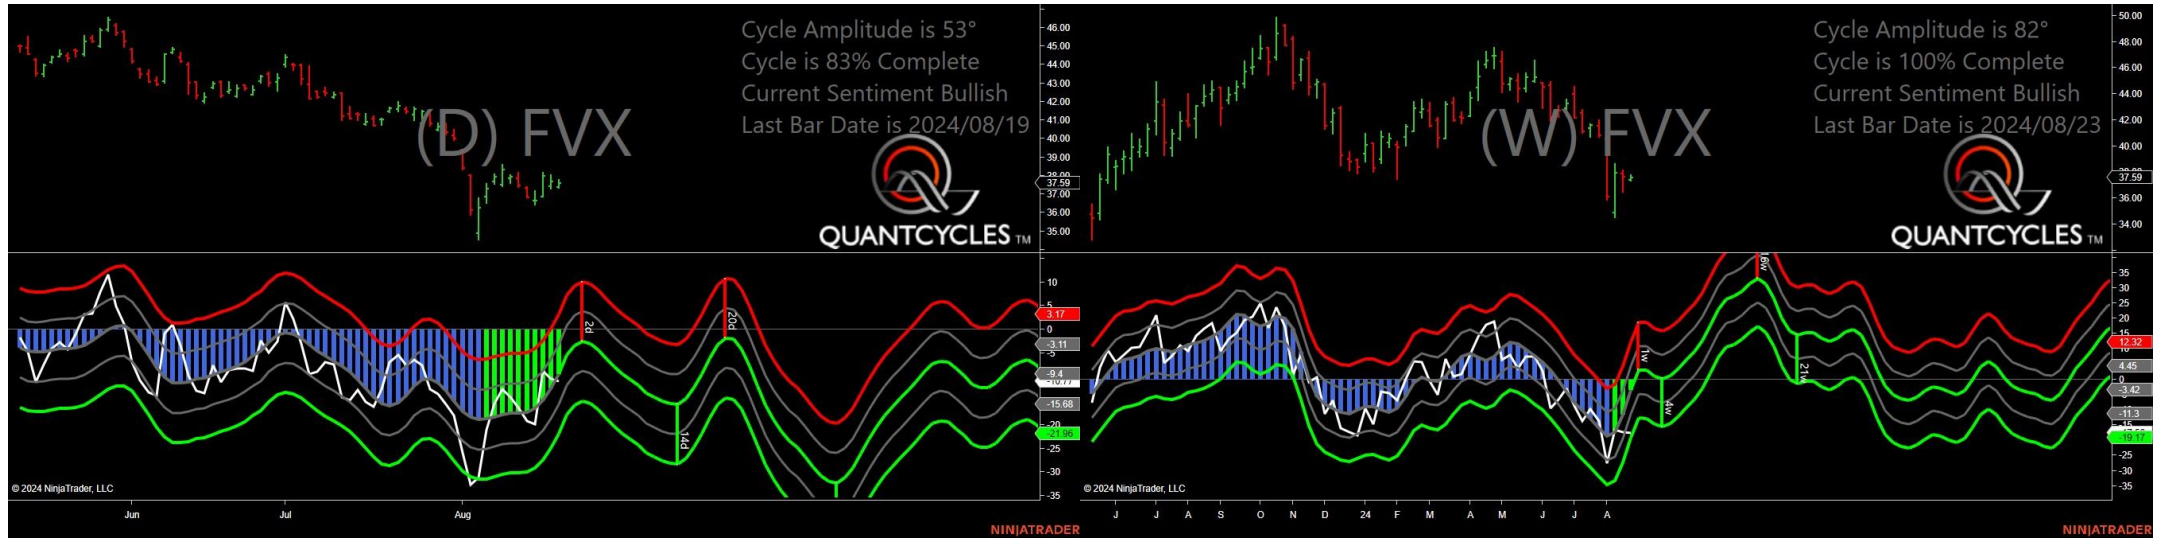 Cycle Amplitude is 53°
Cycle is 83% Complete
Current Sentiment Bullish
Last Bar Date is 2024/08/19
(D) FVX
QUANTCYCLES TM
46.00
45.00
44.00
43.00
42.00
41.00
40.00
39.00
38.00
37.59
37.00
36.00
35.00
10
5
3.17
0
-3.11
-5
-9.4
-10.77
-15.68
-20
-21.96
-25
-30
-35
2d
20d
14d
© 2024 NinjaTrader, LLC
Jun
Jul
Aug
NINJATRADER
Cycle Amplitude is 82°
Cycle is 100% Complete
Current Sentiment Bullish
Last Bar Date is 2024/08/23
(W) FVX
QUANTCYCLES TM
50.00
48.00
46.00
44.00
42.00
40.00
37.59
36.00
34.00
35
30
25
20
15
12.32
10
4.45
0
-3.42
-11.3
-15
-19.17
-25
-30
-35
16w
1w
21w
4w
© 2024 NinjaTrader, LLC
J
J
A
S
O
N
D
24
F
M
A
M
J
J
A
NINJATRADER